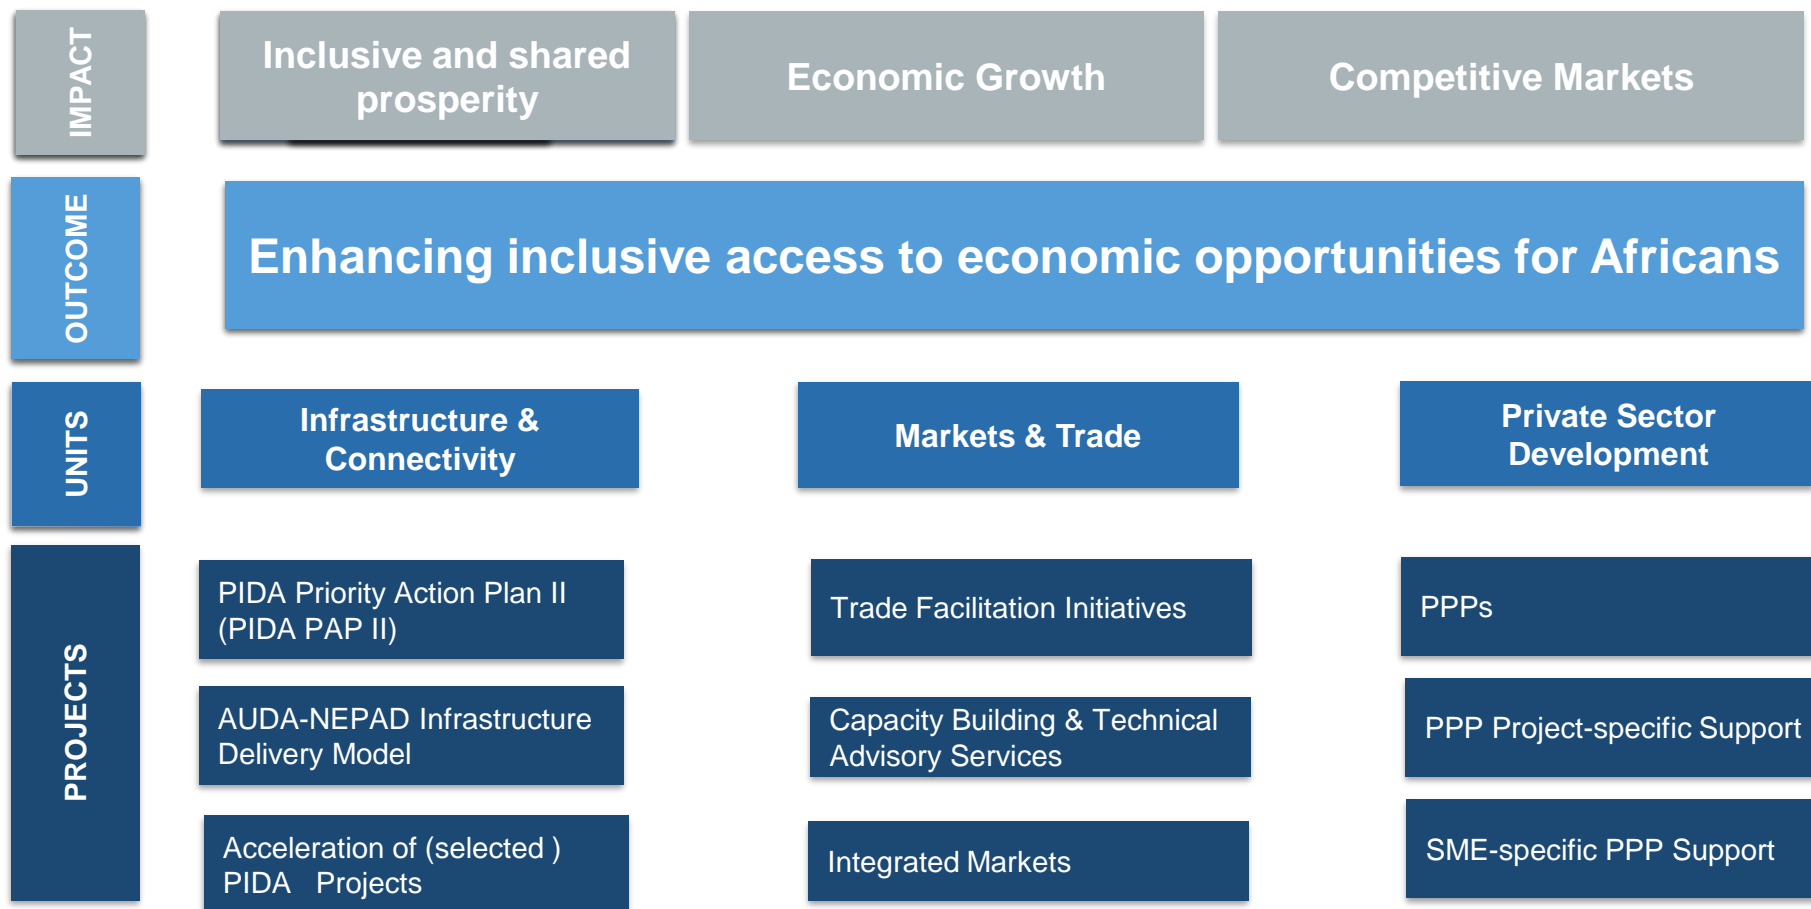 IMPACT
Inclusive and shared
prosperity
Economic Growth
Competitive Markets
OUTCOME
Enhancing inclusive access to economic opportunities for Africans
UNITS
Infrastructure &
Connectivity
Markets & Trade
Private Sector
Development
PROJECTS
PIDA Priority Action Plan II
(PIDA PAP II)
Trade Facilitation Initiatives
PPPs
AUDA-NEPAD Infrastructure
Delivery Model
Capacity Building & Technical
Advisory Services
PPP Project-specific Support
Acceleration of (selected )
PIDA Projects
Integrated Markets
SME-specific PPP Support